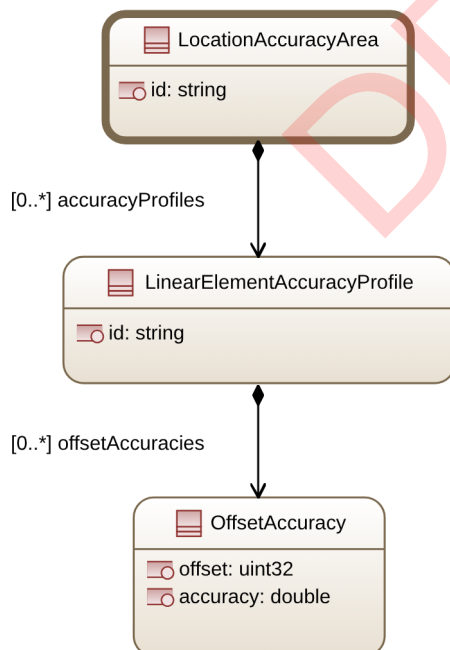 LocationAccuracyArea
id: string
[0..*] accuracyProfiles
LinearElementAccuracyProfile
id: string
[0..*] offsetAccuracies
OffsetAccuracy
offset: uint32
accuracy: double